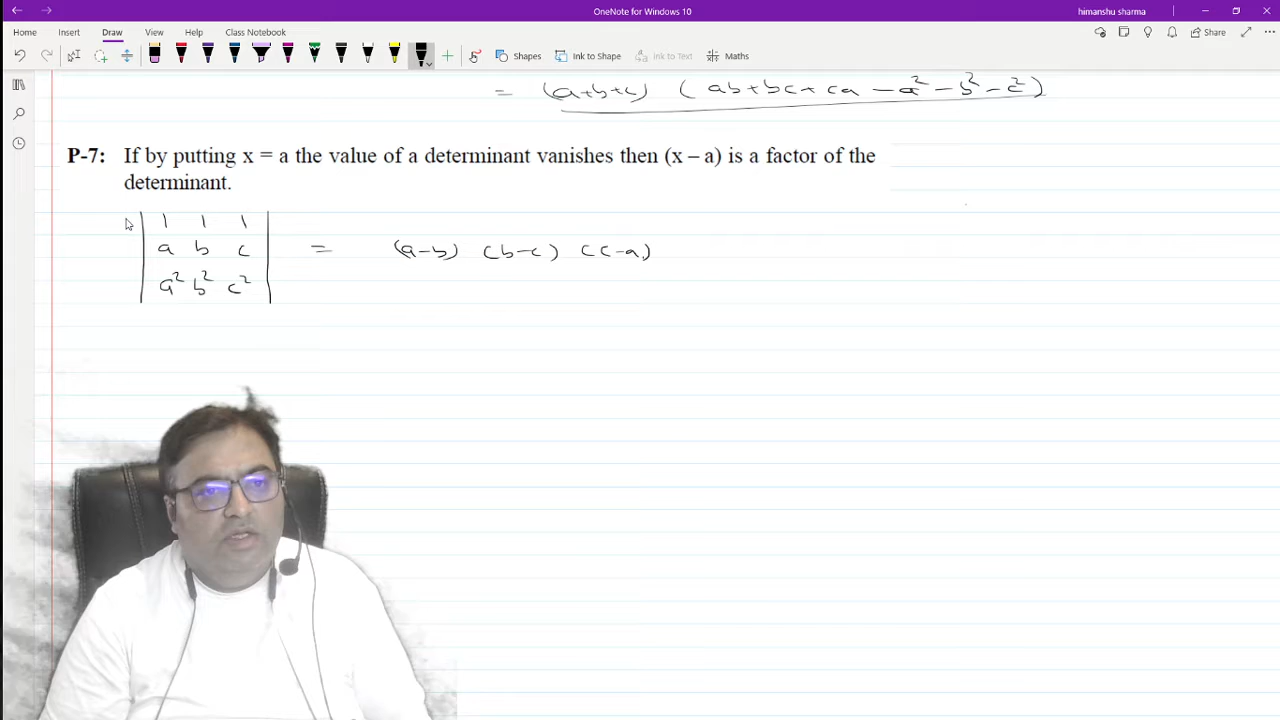 OneNote for Windows 10
himanshu sharma
Home Insert Draw View Help Class Notebook
Share
Shapes Ink to Shape Ink to Text Maths
= (a+b+c) (ab+bc+ca -a²-b²-c²)
P-7: If by putting x = a the value of a determinant vanishes then (x – a) is a factor of the
determinant.
1 1 1
a b c = (a-b) (b-c) (c-a)
a² b² c²